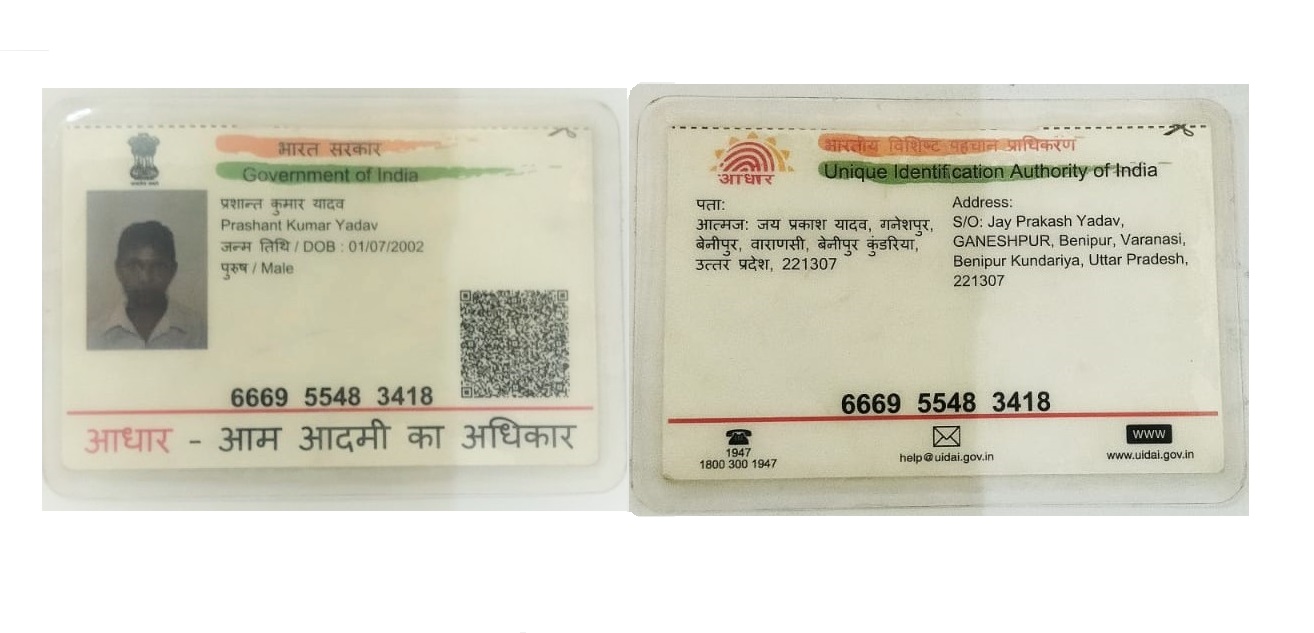 भारत सरकार
Government of India
प्रशान्त कुमार यादव
Prashant Kumar Yadav
जन्म तिथि / DOB : 01/07/2002
पुरुष / Male
6669 5548 3418
आधार - आम आदमी का अधिकार
भारतीय विशिष्ट पहचान प्राधिकरण
आधार
Unique Identification Authority of India
पता:
आत्मज: जय प्रकाश यादव, गनेशपुर,
बेनीपुर, वाराणसी, बेनीपुर कुंडरिया,
उत्तर प्रदेश, 221307
Address:
S/O: Jay Prakash Yadav,
GANESHPUR, Benipur, Varanasi,
Benipur Kundariya, Uttar Pradesh,
221307
6669 5548 3418
1947
1800 300 1947
help@uidai.gov.in
WWW
www.uidai.gov.in